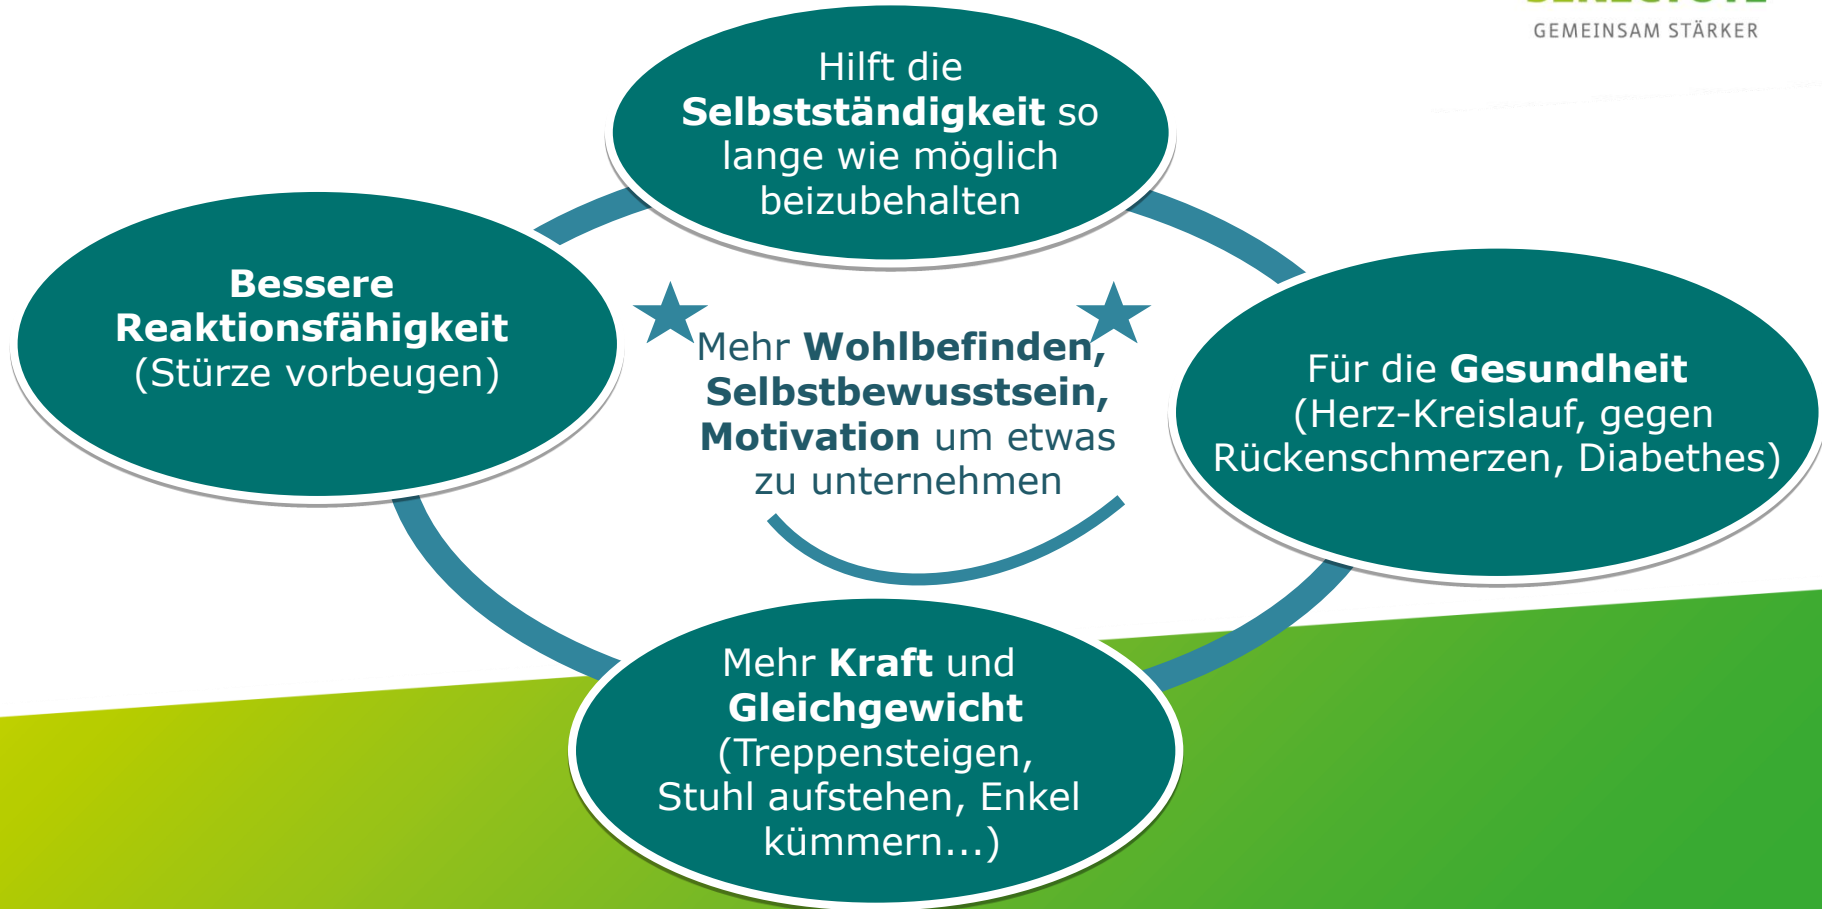 GEMEINSAM STÄRKER
Hilft die
Selbstständigkeit so
lange wie möglich
beizubehalten
Bessere
Reaktionsfähigkeit
(Stürze vorbeugen)
Mehr Wohlbefinden,
Selbstbewusstsein,
Motivation um etwas
zu unternehmen
Für die Gesundheit
(Herz-Kreislauf, gegen
Rückenschmerzen, Diabethes)
Mehr Kraft und
Gleichgewicht
(Treppensteigen,
Stuhl aufstehen, Enkel
kümmern...)